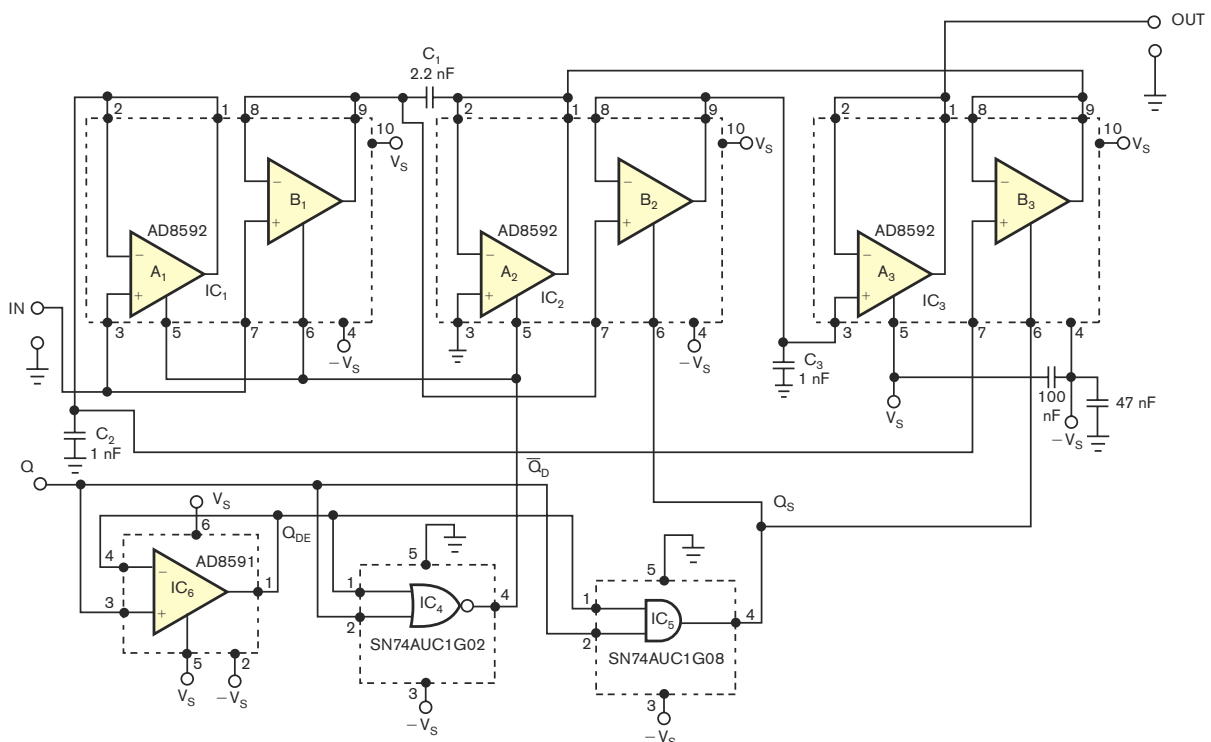 OUT
C1
2.2 nF
2 1 8 9
2 1 8 9
2 1 8 9
10
VS
10
VS
10
VS
− + B1
− + B2
− + B3
AD8592
AD8592
AD8592
− + A1
IC1
− + A2
IC2
− + A3
IC3
IN
3 5 7 6 4
−VS
3 5 7 6 4
−VS
3 5 7 6 4
C3
1 nF
VS
100
nF
−VS
47 nF
C2
1 nF
Q
Q̅D
QS
VS
6
QDE
AD8591
4
− + IC6
3
1
5
VS
2
−VS
5
1
2
IC4
4
SN74AUC1G02
3
−VS
5
1
2
IC5
4
SN74AUC1G08
3
−VS